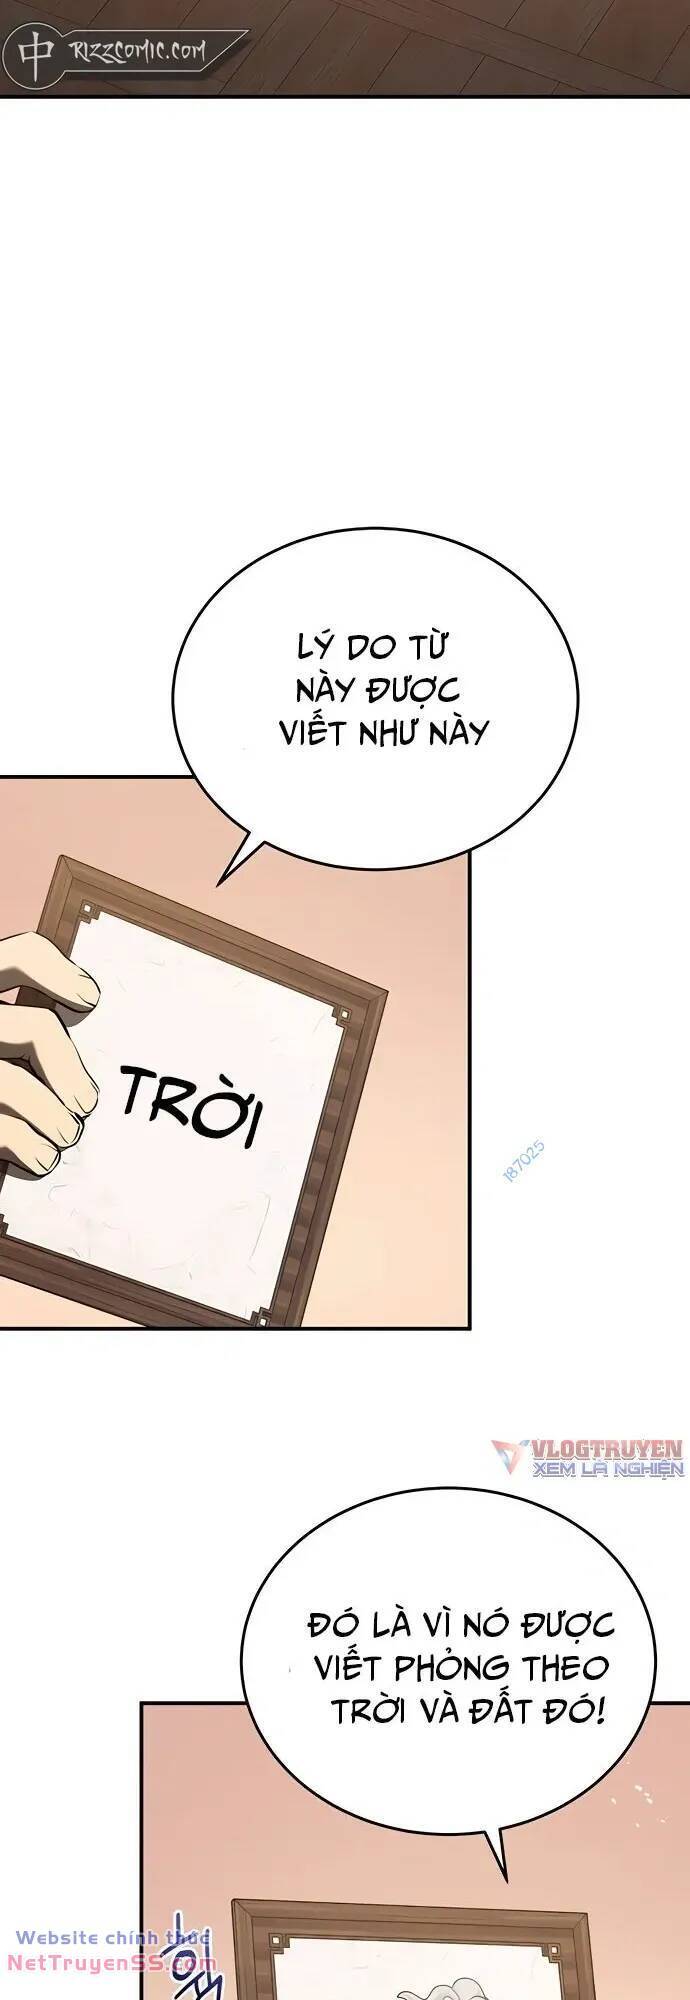 中 RIZZCOMIC.COM
LÝ DO TỪ
NÀY ĐƯỢC
VIẾT NHƯ NÀY
TRỜI
187025
VLOGTRUYEN
XEM LÀ NGHIỆN
ĐÓ LÀ VÌ NÓ ĐƯỢC
VIẾT PHỎNG THEO
TRỜI VÀ ĐẤT ĐÓ!
Website chính thức
NetTruyenSS.com